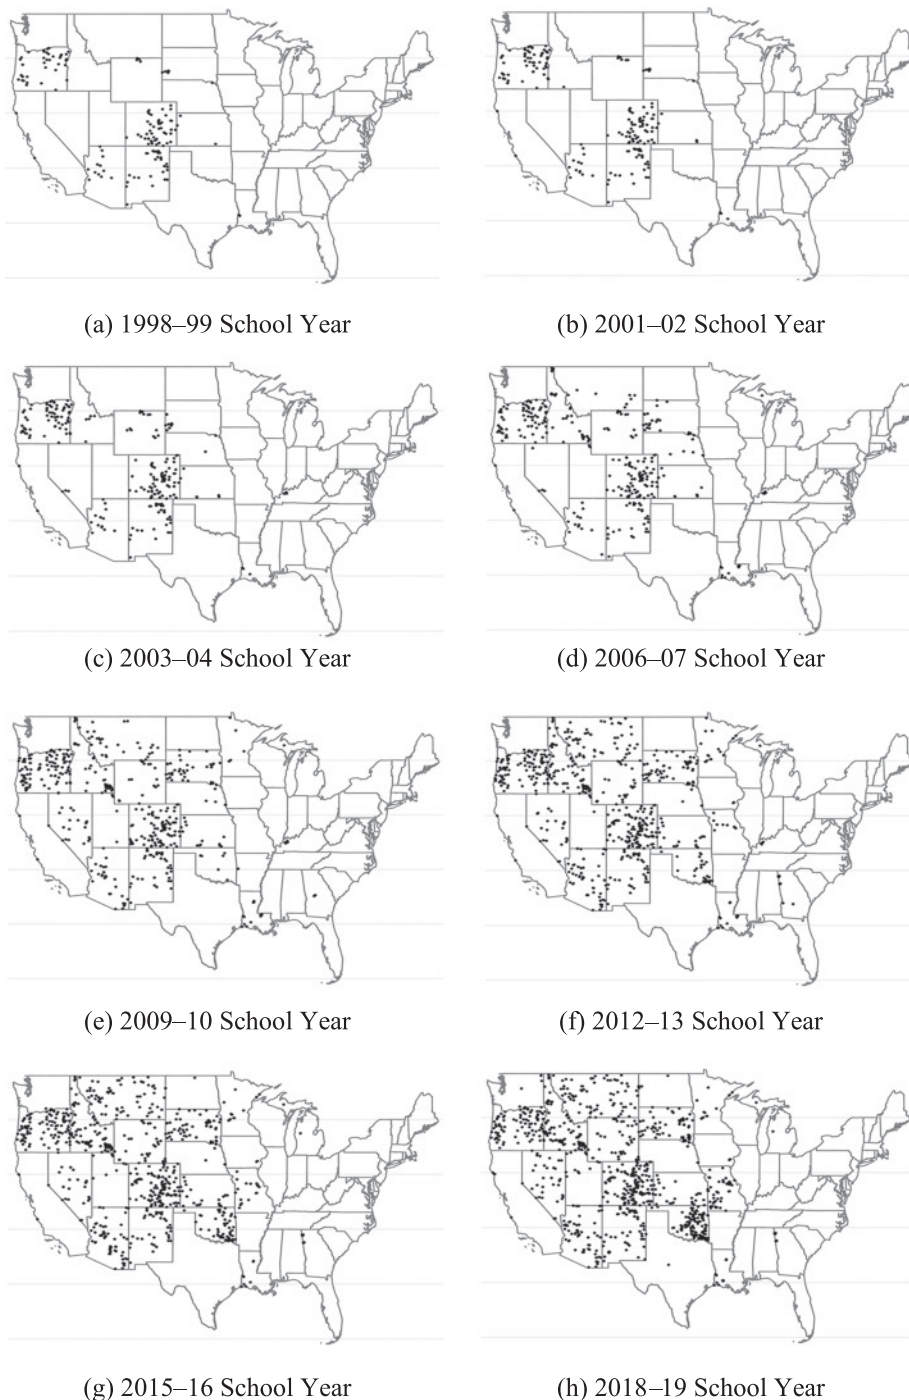 (a) 1998–99 School Year
(b) 2001–02 School Year
(c) 2003–04 School Year
(d) 2006–07 School Year
(e) 2009–10 School Year
(f) 2012–13 School Year
(g) 2015–16 School Year
(h) 2018–19 School Year